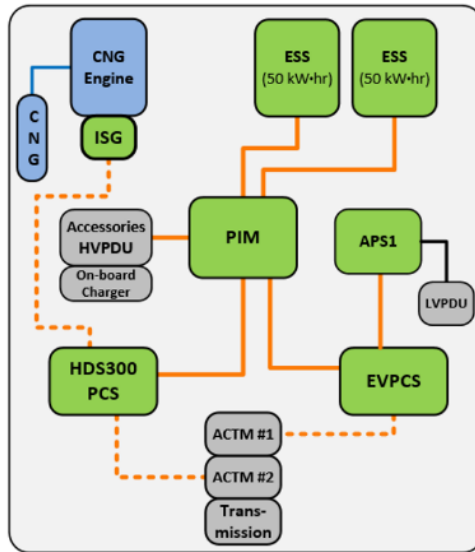 CNG
Engine
ESS
(50 kW•hr)
ESS
(50 kW•hr)
C
N
G
ISG
Accessories
HVPDU
On-board
Charger
PIM
APS1
LVPDU
HDS300
PCS
EVPCS
ACTM #1
ACTM #2
Trans-
mission